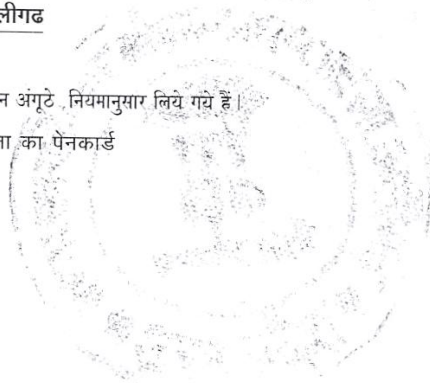 लीगढ
न अंगूठे नियमानुसार लिये गये हैं।
ना का पेनकार्ड